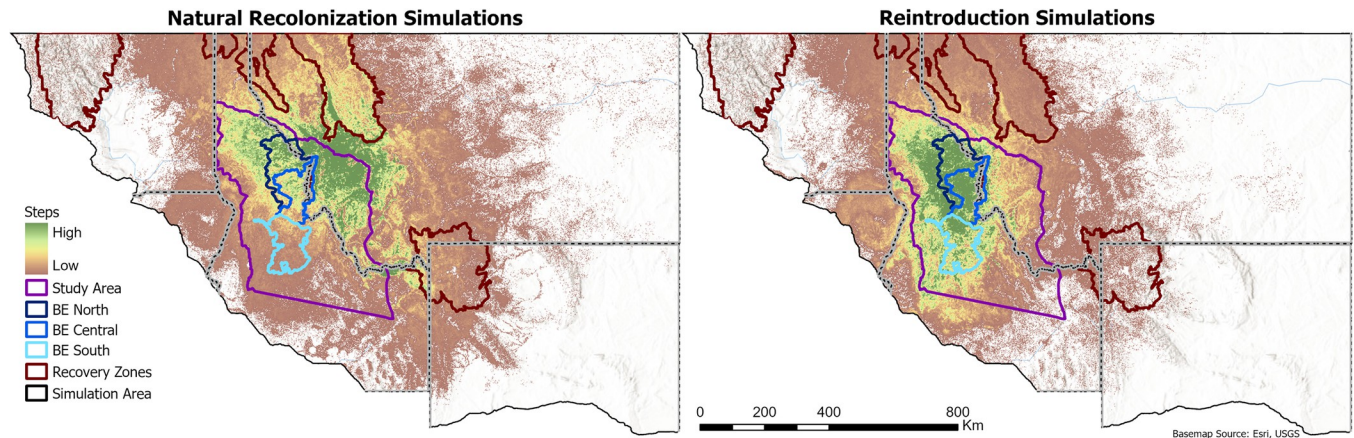 Natural Recolonization Simulations
Reintroduction Simulations
Steps
High
Low
Study Area
BE North
BE Central
BE South
Recovery Zones
Simulation Area
0 200 400 800
Km
Basemap Source: Esri, USGS